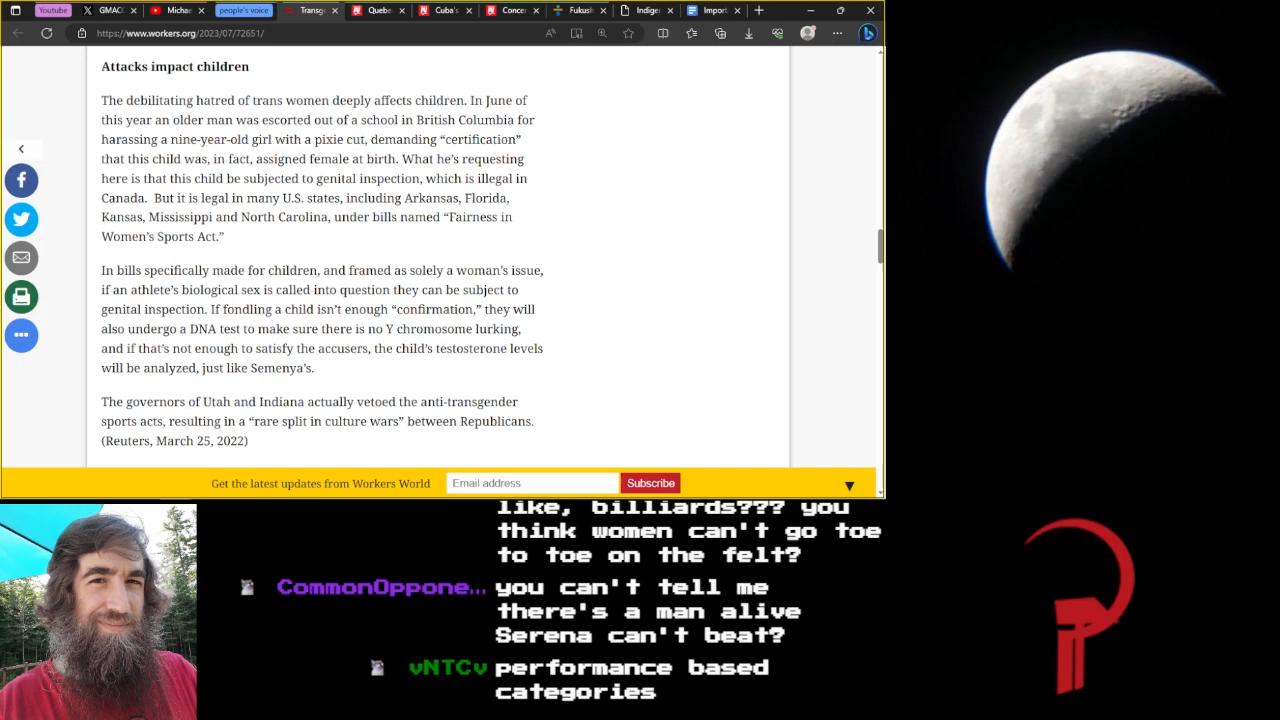 Youtube
GMACC
Michae
people's voice
Transg
Quebe
Cuba's
Concer
Fukush
Indiger
Import
https://www.workers.org/2023/07/72651/
Attacks impact children
The debilitating hatred of trans women deeply affects children. In June of
this year an older man was escorted out of a school in British Columbia for
harassing a nine-year-old girl with a pixie cut, demanding “certification”
that this child was, in fact, assigned female at birth. What he’s requesting
here is that this child be subjected to genital inspection, which is illegal in
Canada.  But it is legal in many U.S. states, including Arkansas, Florida,
Kansas, Mississippi and North Carolina, under bills named “Fairness in
Women’s Sports Act.”
In bills specifically made for children, and framed as solely a woman’s issue,
if an athlete’s biological sex is called into question they can be subject to
genital inspection. If fondling a child isn’t enough “confirmation,” they will
also undergo a DNA test to make sure there is no Y chromosome lurking,
and if that’s not enough to satisfy the accusers, the child’s testosterone levels
will be analyzed, just like Semenya’s.
The governors of Utah and Indiana actually vetoed the anti-transgender
sports acts, resulting in a “rare split in culture wars” between Republicans.
(Reuters, March 25, 2022)
Get the latest updates from Workers World
Email address
Subscribe
like, billiards??? you
think women can't go toe
to toe on the felt?
CommonOppone... you can't tell me
there's a man alive
Serena can't beat?
vNTCv performance based
categories